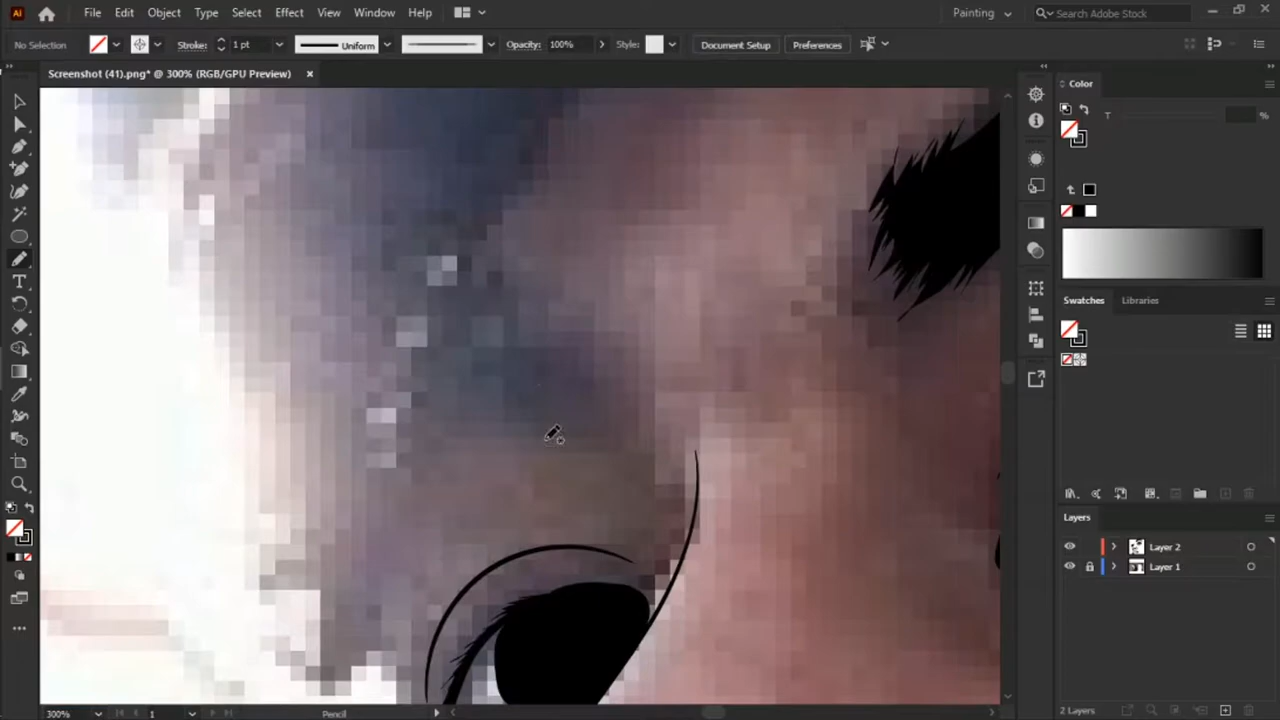 Ai File Edit Object Type Select Effect View Window Help Painting Search Adobe Stock
No Selection Stroke: 1 pt Uniform Opacity: 100% Style: Document Setup Preferences
Screenshot (41).png* @ 300% (RGB/GPU Preview)
Color
T %
Swatches Libraries
Layers
Layer 2
Layer 1
300% 1 Pencil 2 Layers